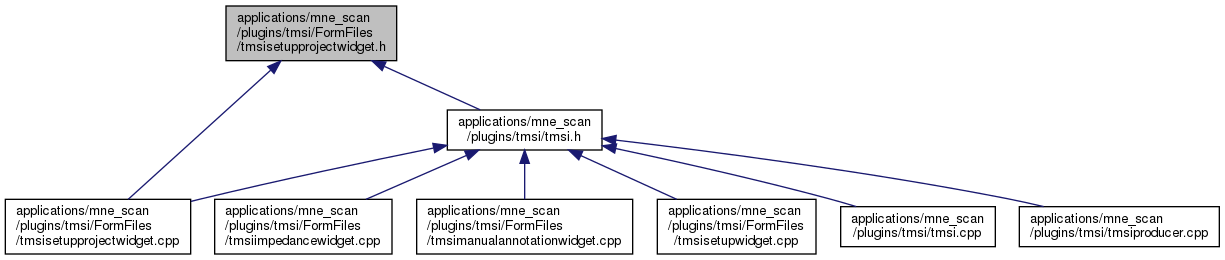 applications/mne_scan
/plugins/tmsi/FormFiles
/tmsisetupprojectwidget.h
applications/mne_scan
/plugins/tmsi/tmsi.h
applications/mne_scan
/plugins/tmsi/FormFiles
/tmsisetupprojectwidget.cpp
applications/mne_scan
/plugins/tmsi/FormFiles
/tmsiimpedancewidget.cpp
applications/mne_scan
/plugins/tmsi/FormFiles
/tmsimanualannotationwidget.cpp
applications/mne_scan
/plugins/tmsi/FormFiles
/tmsisetupwidget.cpp
applications/mne_scan
/plugins/tmsi/tmsi.cpp
applications/mne_scan
/plugins/tmsi/tmsiproducer.cpp